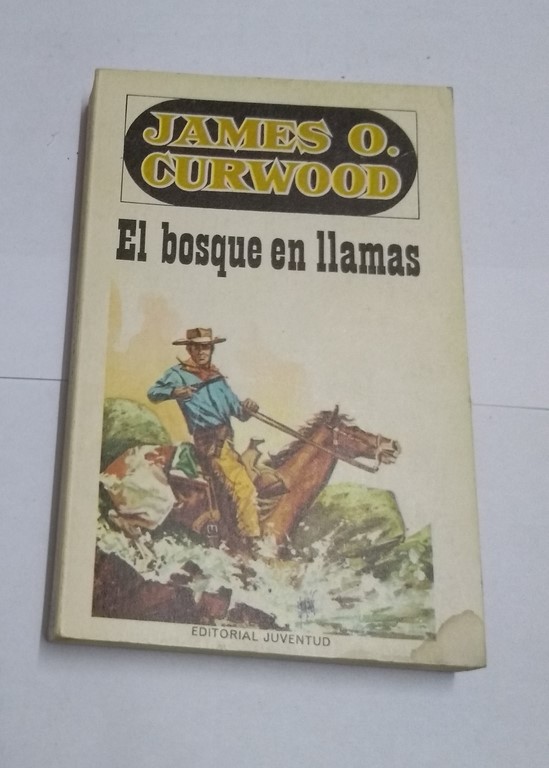 JAMES O.
CURWOOD
El bosque en llamas
EDITORIAL JUVENTUD